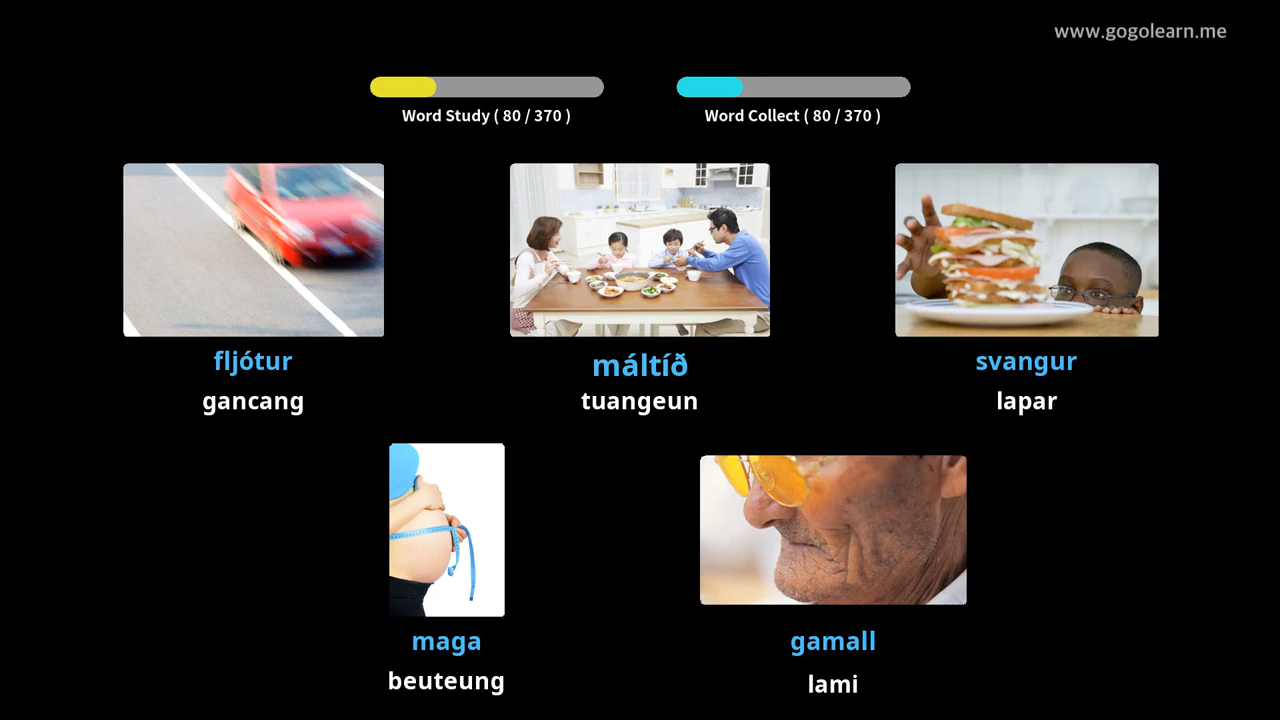 www.gogolearn.me
Word Study ( 80 / 370 )
Word Collect ( 80 / 370 )
fljótur
máltíð
svangur
gancang
tuangeun
lapar
maga
gamall
beuteung
lami